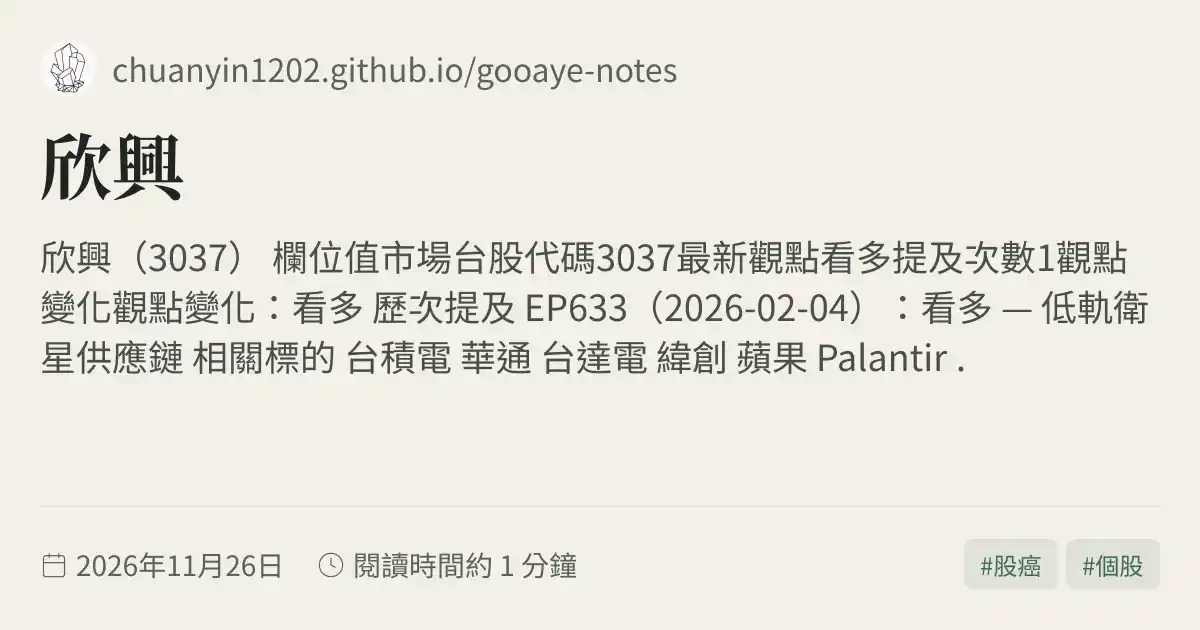 chuanyin1202.github.io/gooaye-notes
欣興
欣興（3037） 欄位值市場台股代碼3037最新觀點看多提及次數1觀點
變化觀點變化：看多 歷次提及 EP633（2026-02-04）：看多 — 低軌衛
星供應鏈 相關標的 台積電 華通 台達電 緯創 蘋果 Palantir .
2026年11月26日 閱讀時間約 1 分鐘 #股癌 #個股